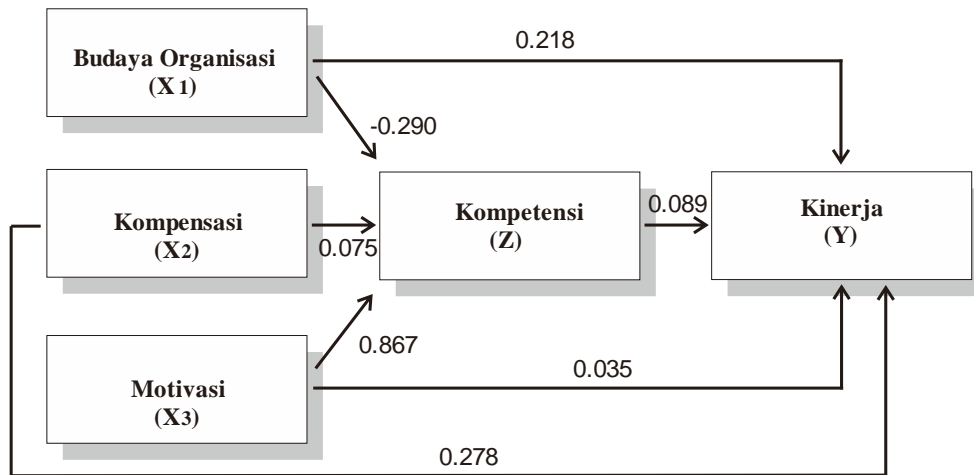 Budaya Organisasi
(X1)
0.218
-0.290
Kompensasi
(X2)
0.075
Kompetensi
(Z)
0.089
Kinerja
(Y)
0.867
Motivasi
(X3)
0.035
0.278